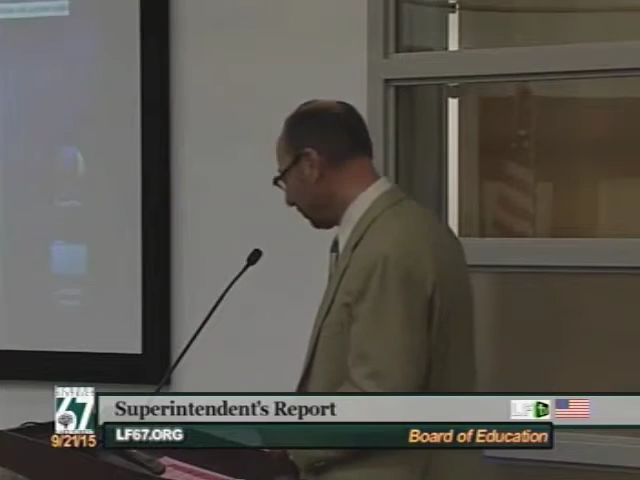 67
Superintendent's Report
LF
9/21/15
LF67.ORG
Board of Education